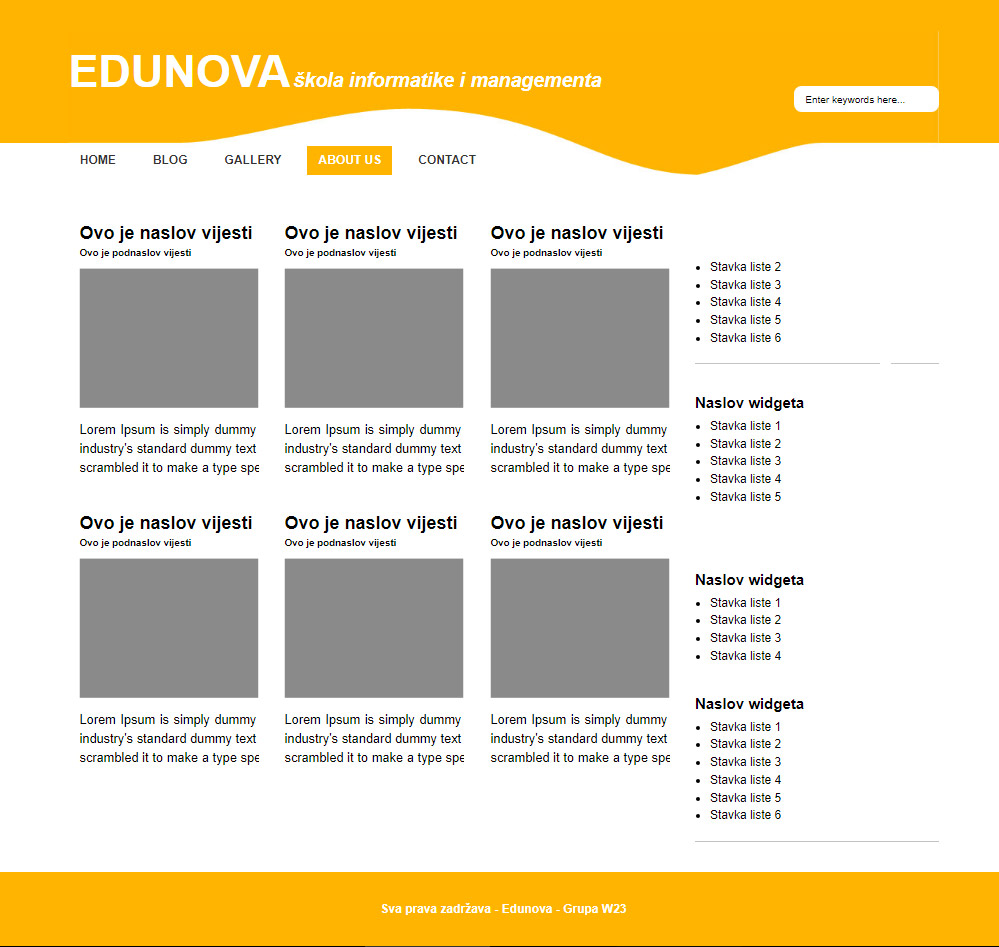 EDUNOVA škola informatike i managementa
Enter keywords here...
HOME BLOG GALLERY ABOUT US CONTACT
Ovo je naslov vijesti
Ovo je podnaslov vijesti
Lorem Ipsum is simply dummy
industry's standard dummy text
scrambled it to make a type spe
Ovo je naslov vijesti
Ovo je podnaslov vijesti
Lorem Ipsum is simply dummy
industry's standard dummy text
scrambled it to make a type spe
Ovo je naslov vijesti
Ovo je podnaslov vijesti
Lorem Ipsum is simply dummy
industry's standard dummy text
scrambled it to make a type spe
Ovo je naslov vijesti
Ovo je podnaslov vijesti
Lorem Ipsum is simply dummy
industry's standard dummy text
scrambled it to make a type spe
Ovo je naslov vijesti
Ovo je podnaslov vijesti
Lorem Ipsum is simply dummy
industry's standard dummy text
scrambled it to make a type spe
Ovo je naslov vijesti
Ovo je podnaslov vijesti
Lorem Ipsum is simply dummy
industry's standard dummy text
scrambled it to make a type spe
Stavka liste 2
Stavka liste 3
Stavka liste 4
Stavka liste 5
Stavka liste 6
Naslov widgeta
Stavka liste 1
Stavka liste 2
Stavka liste 3
Stavka liste 4
Stavka liste 5
Naslov widgeta
Stavka liste 1
Stavka liste 2
Stavka liste 3
Stavka liste 4
Naslov widgeta
Stavka liste 1
Stavka liste 2
Stavka liste 3
Stavka liste 4
Stavka liste 5
Stavka liste 6
Sva prava zadržava - Edunova - Grupa W23